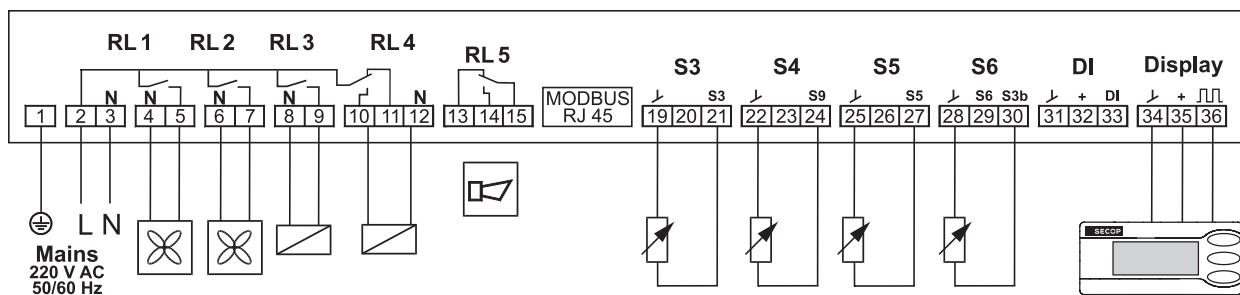 RL 1 RL 2 RL 3 RL 4 RL 5 S3 S4 S5 S6 DI Display
N N N N N S3 S9 S5 S6 S3b + DI +
1 2 3 4 5 6 7 8 9 10 11 12 13 14 15 MODBUS 19 20 21 22 23 24 25 26 27 28 29 30 31 32 33 34 35 36
RJ 45
L N
Mains
220 V AC
50/60 Hz
SECOP